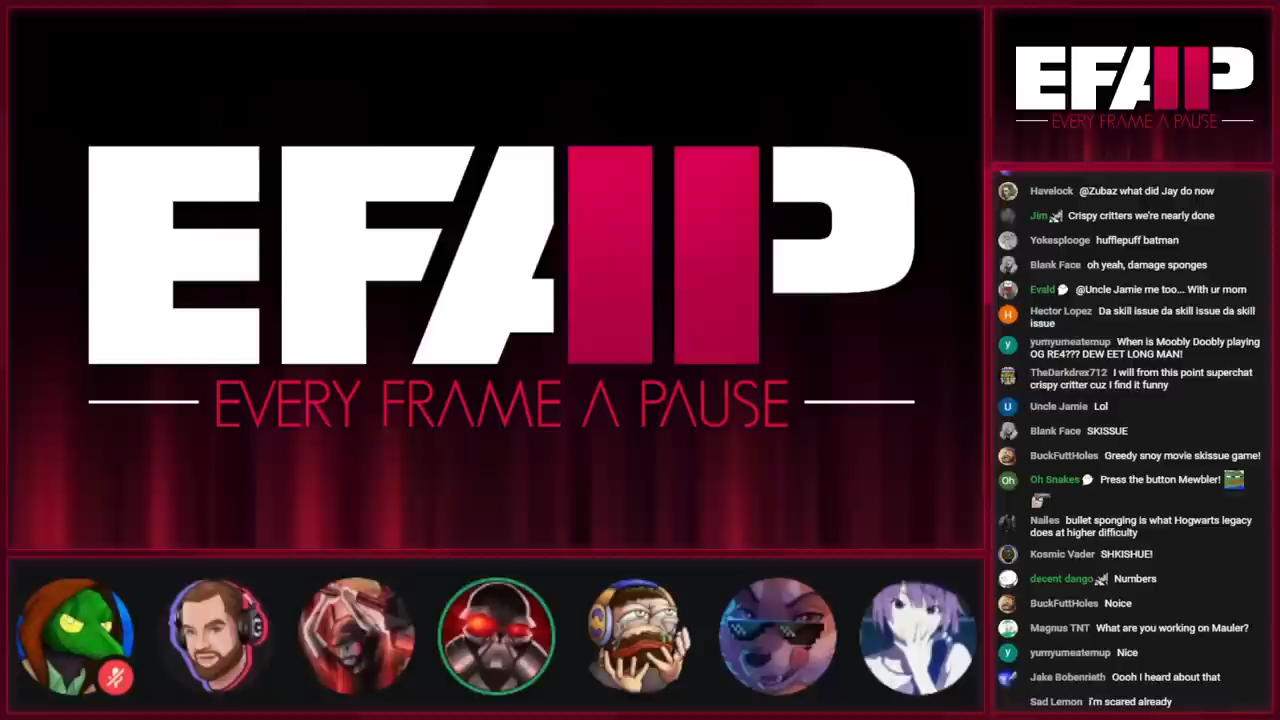 EFAP
EVERY FRAME A PAUSE
EFAP
EVERY FRAME A PAUSE
Havelock @Zubaz what did Jay do now
Jim Crispy critters we're nearly done
Yokesplooge hufflepuff batman
Blank Face oh yeah, damage sponges
Evald @Uncle Jamie me too... With ur mom
H Hector Lopez Da skill issue da skill issue da skill
issue
y yumyumeatemup When is Moobly Doobly playing
OG RE4??? DEW EET LONG MAN!
TheDarkdrex712 I will from this point superchat
crispy critter cuz I find it funny
U Uncle Jamie Lol
Blank Face SKISSUE
BuckFuttHoles Greedy snoy movie skissue game!
Oh Oh Snakes Press the button Mewbler!
Nailes bullet sponging is what Hogwarts legacy
does at higher difficulty
Kosmic Vader SHKISHUE!
decent dango Numbers
BuckFuttHoles Noice
Magnus TNT What are you working on Mauler?
y yumyumeatemup Nice
Jake Bobenrieth Oooh I heard about that
Sad Lemon I'm scared already